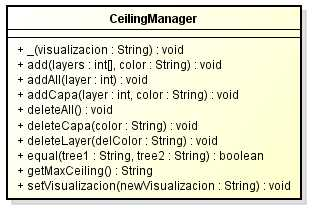 CeilingManager
+ _(visualizacion : String) : void
+ add(layers : int[], color : String) : void
+ addAll(layer : int) : void
+ addCapa(layer : int, color : String) : void
+ deleteAll() : void
+ deleteCapa(color : String) : void
+ deleteLayer(delColor : String) : void
+ equal(tree1 : String, tree2 : String) : boolean
+ getMaxCeiling() : String
+ setVisualizacion(newVisualizacion : String) : void